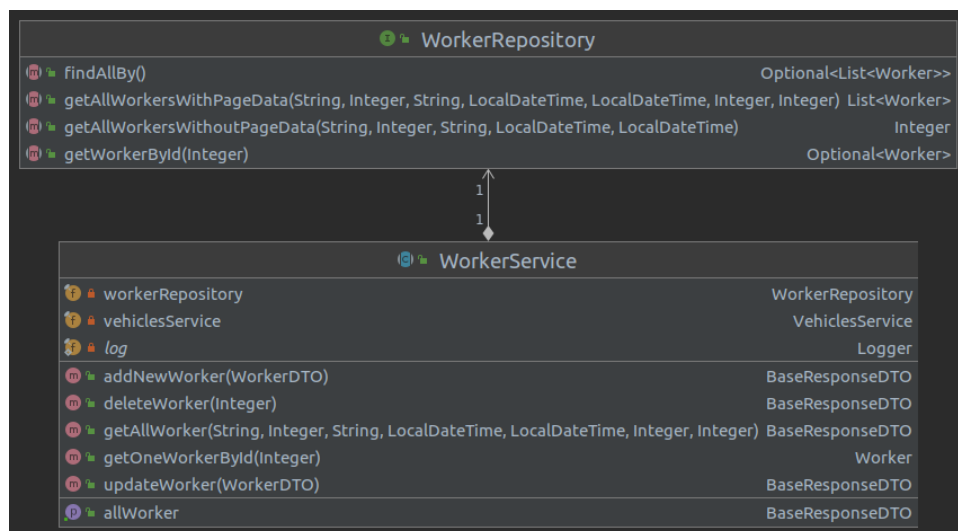 WorkerRepository
findAllBy() Optional<List<Worker>>
getAllWorkersWithPageData(String, Integer, String, LocalDateTime, LocalDateTime, Integer, Integer) List<Worker>
getAllWorkersWithoutPageData(String, Integer, String, LocalDateTime, LocalDateTime) Integer
getWorkerById(Integer) Optional<Worker>
1
1
WorkerService
workerRepository WorkerRepository
vehiclesService VehiclesService
log Logger
addNewWorker(WorkerDTO) BaseResponseDTO
deleteWorker(Integer) BaseResponseDTO
getAllWorker(String, Integer, String, LocalDateTime, LocalDateTime, Integer, Integer) BaseResponseDTO
getOneWorkerById(Integer) Worker
updateWorker(WorkerDTO) BaseResponseDTO
allWorker BaseResponseDTO